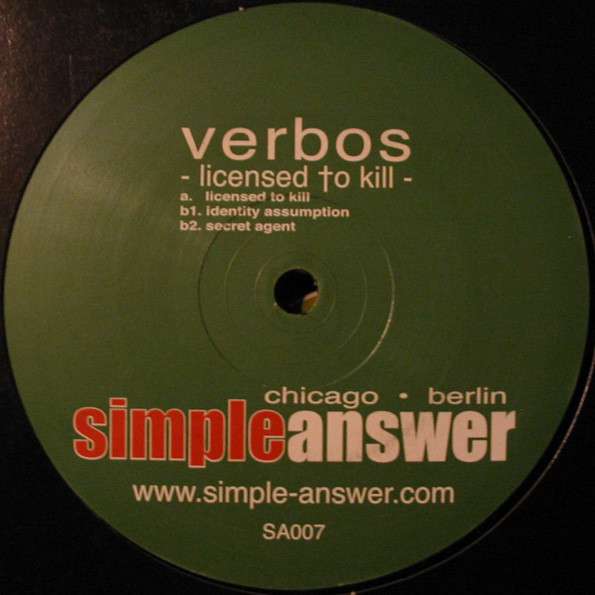 verbos
- licensed †o kill -
a. licensed to kill
b1. identity assumption
b2. secret agent
chicago • berlin
simpleanswer
www.simple-answer.com
SA007